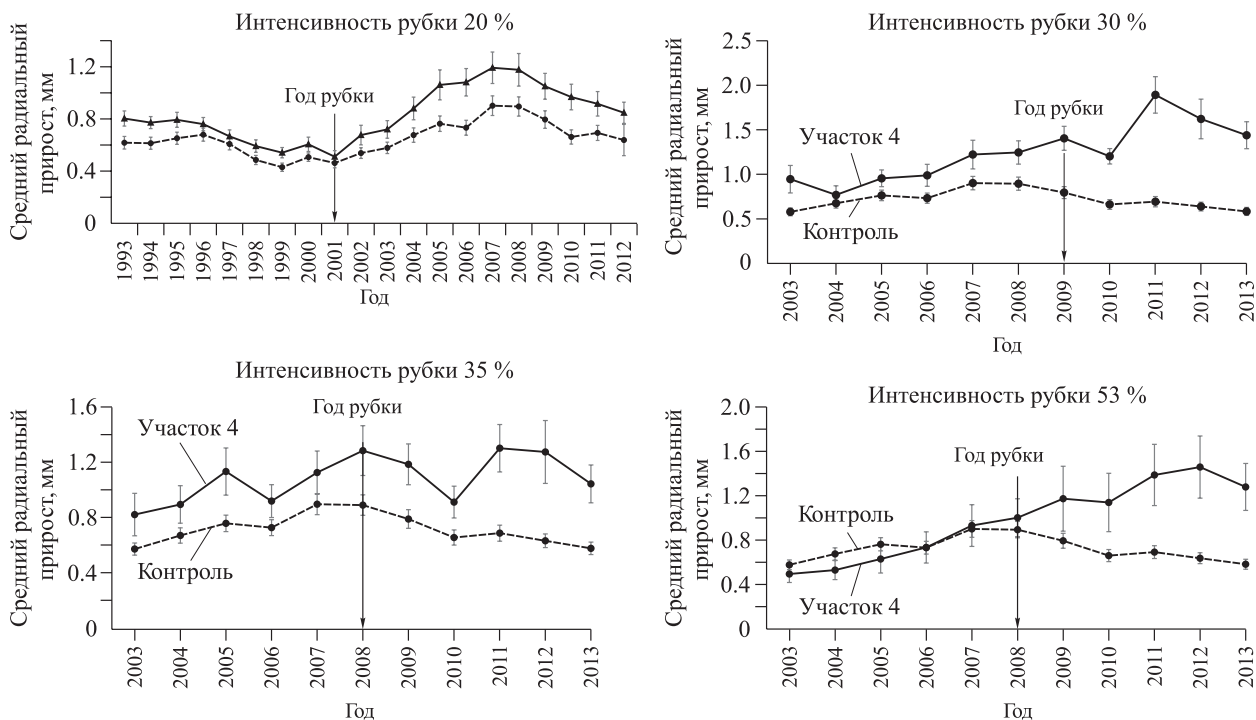 Интенсивность рубки 20 %
Средний радиальный
прирост, мм
1.2
0.8
0.4
0
Год рубки
1993
1994
1995
1996
1997
1998
1999
2000
2001
2002
2003
2004
2005
2006
2007
2008
2009
2010
2011
2012
Год
Интенсивность рубки 30 %
Средний радиальный
прирост, мм
2.5
2.0
1.5
1.0
0.5
0
Год рубки
Участок 4
Контроль
2003
2004
2005
2006
2007
2008
2009
2010
2011
2012
2013
Год
Интенсивность рубки 35 %
Средний радиальный
прирост, мм
1.6
1.2
0.8
0.4
0
Год рубки
Участок 4
Контроль
2003
2004
2005
2006
2007
2008
2009
2010
2011
2012
2013
Год
Интенсивность рубки 53 %
Средний радиальный
прирост, мм
2.0
1.6
1.2
0.8
0.4
0
Год рубки
Контроль
Участок 4
2003
2004
2005
2006
2007
2008
2009
2010
2011
2012
2013
Год